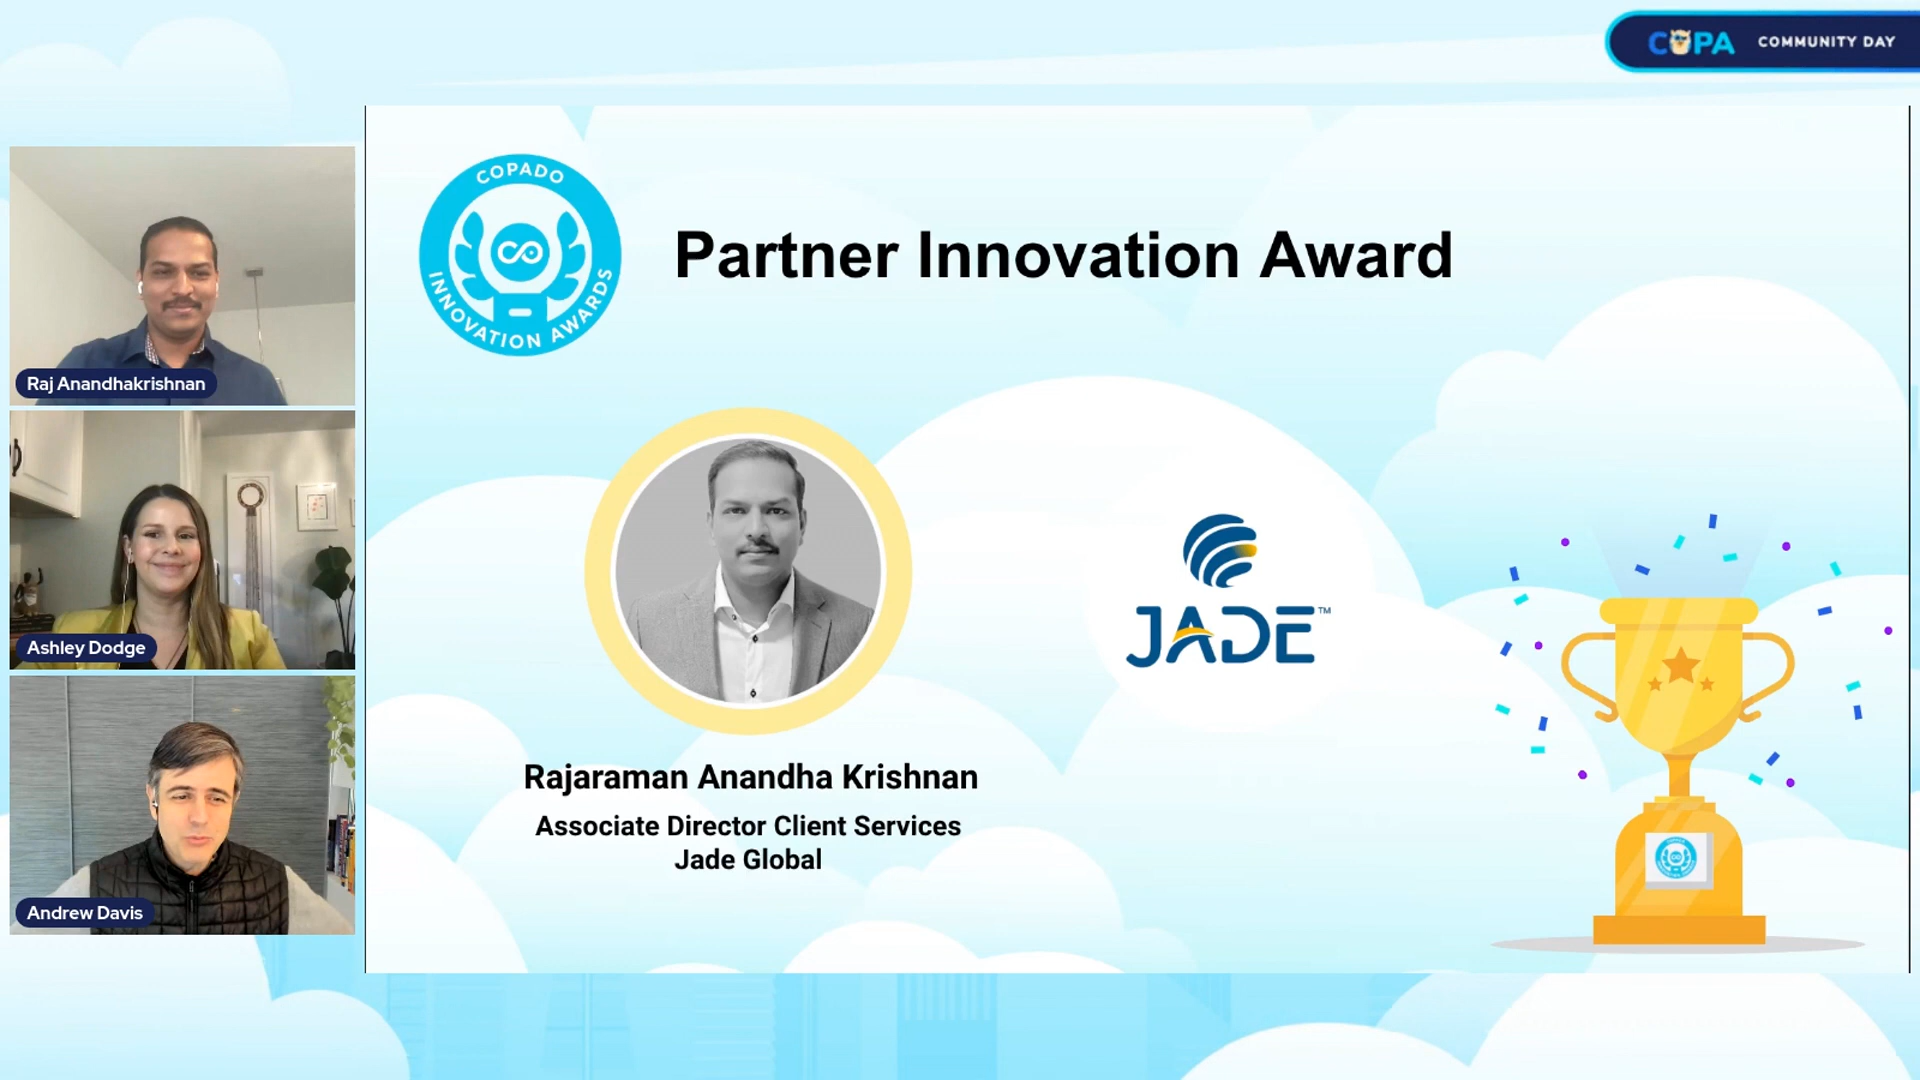 COPA COMMUNITY DAY
COPADO
INNOVATION AWARDS
Partner Innovation Award
Raj Anandhakrishnan
Ashley Dodge
Andrew Davis
JADE™
Rajaraman Anandha Krishnan
Associate Director Client Services
Jade Global